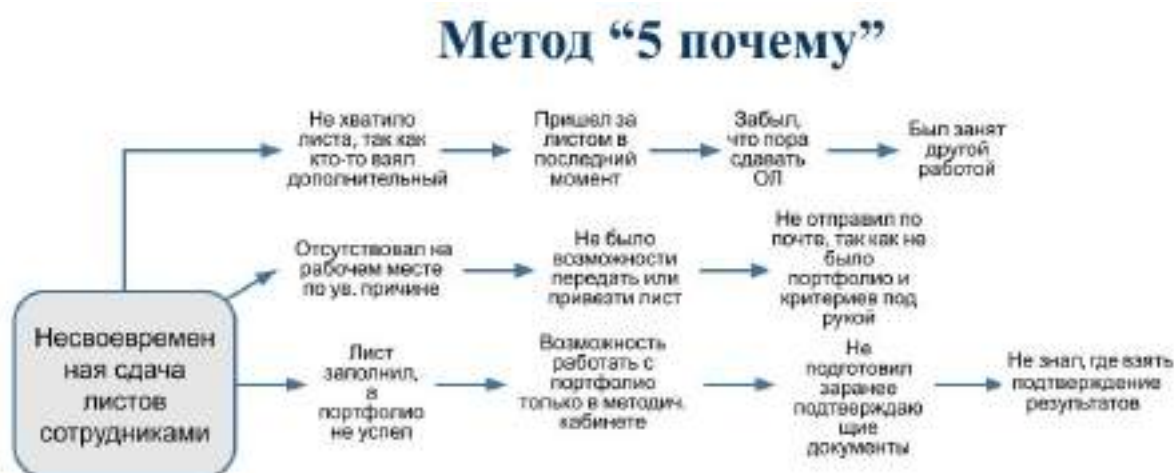 Метод “5 почему”
Не хватило
листа, так как
кто-то взял
дополнительный
Пришел за
листом в
последний
момент
Забыл,
что пора
сдавать
ОЛ
Был занят
другой
работой
Отсутствовал на
рабочем месте
по ув. причине
Не было
возможности
передать или
привезти лист
Не отправил по
почте, так как не
было
портфолио и
критериев под
рукой
Несвоевремен
ная сдача
листов
сотрудниками
Лист
заполнил,
а
портфолио
не успел
Возможность
работать с
портфолио
только в методич.
кабинете
Не
подготовил
заранее
подтверждаю
щие
документы
Не знал, где взять
подтверждение
результатов